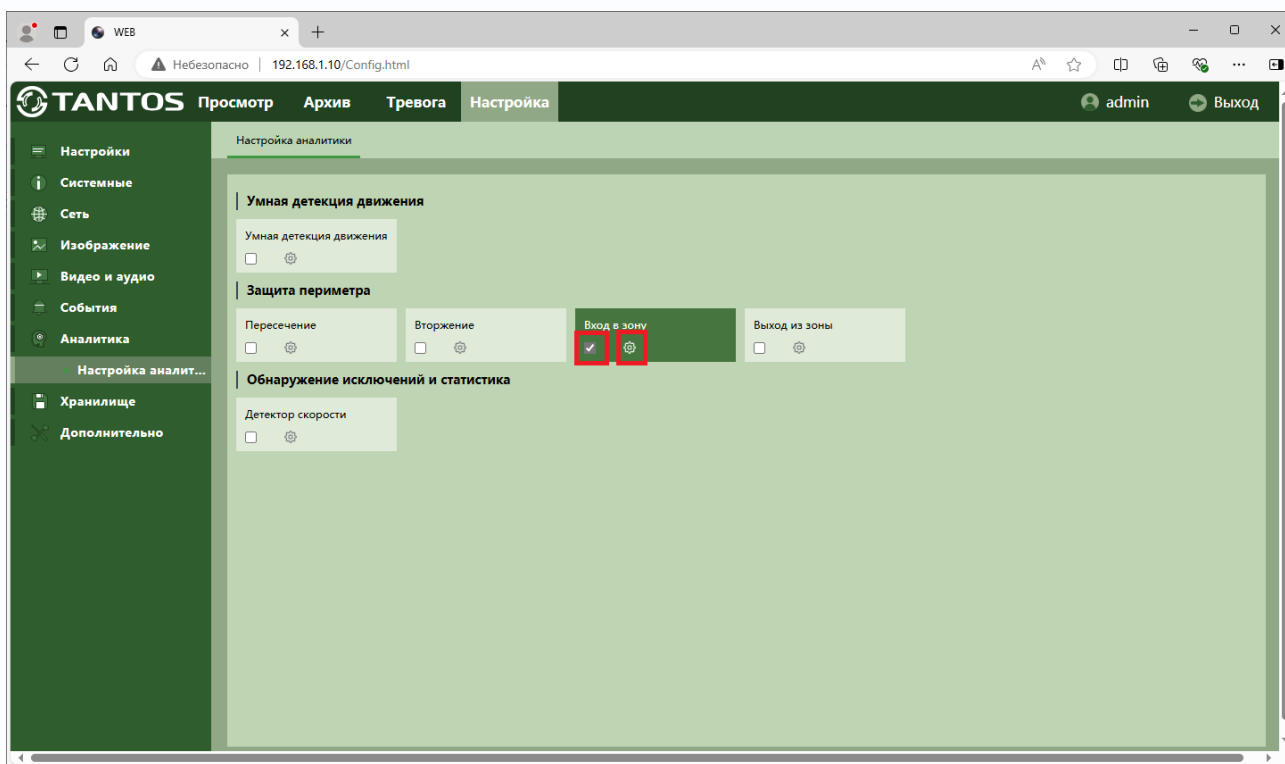 WEB
Небезопасно | 192.168.1.10/Config.html
TANTOS Просмотр Архив Тревога Настройка admin Выход
Настройки
Системные
Сеть
Изображение
Видео и аудио
События
Аналитика
Настройка аналит...
Хранилище
Дополнительно
Настройка аналитики
Умная детекция движения
Умная детекция движения
Защита периметра
Пересечение Вторжение Вход в зону Выход из зоны
Обнаружение исключений и статистика
Детектор скорости